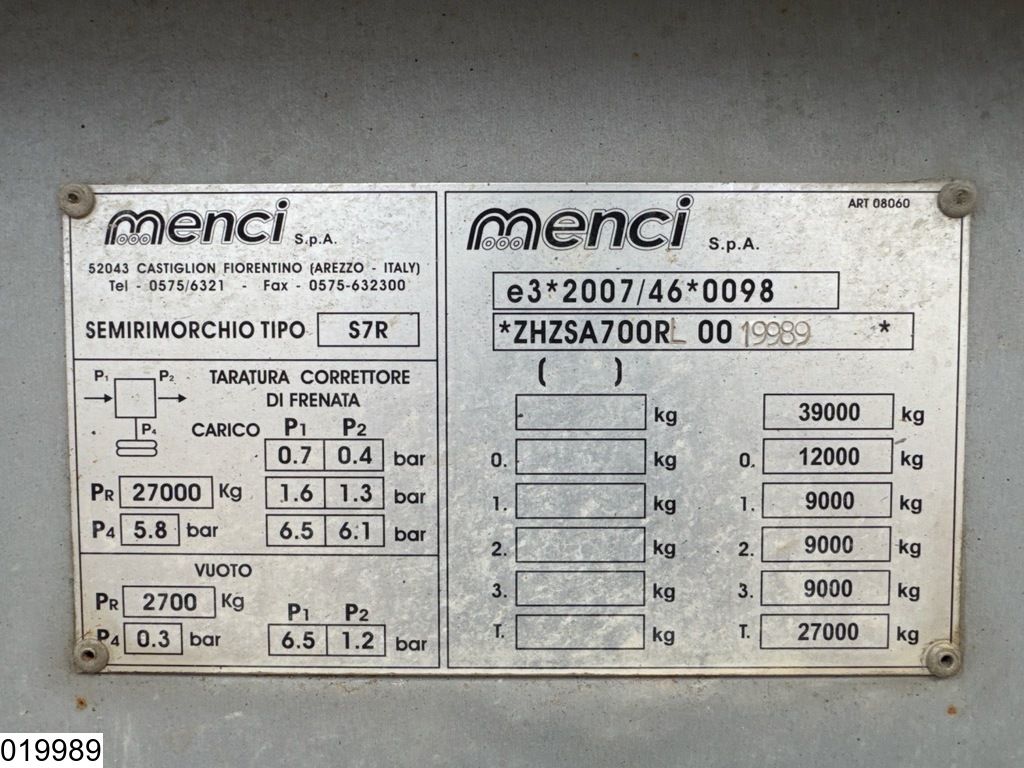 menci S.p.A.
52043 CASTIGLION FIORENTINO (AREZZO - ITALY)
Tel - 0575/6321 - Fax - 0575-632300
SEMIRIMORCHIO TIPO S7R
P1 P2
P4
TARATURA CORRETTORE
DI FRENATA
CARICO P1 P2
0.7 0.4 bar
PR 27000 Kg 1.6 1.3 bar
P4 5.8 bar 6.5 6.1 bar
VUOTO
PR 2700 Kg P1 P2
P4 0.3 bar 6.5 1.2 bar
ART 08060
menci S.p.A.
e3*2007/46*0098
*ZHZSA700RL 00 19989 *
( )
kg 39000 kg
0. kg 0. 12000 kg
1. kg 1. 9000 kg
2. kg 2. 9000 kg
3. kg 3. 9000 kg
T. kg T. 27000 kg
019989